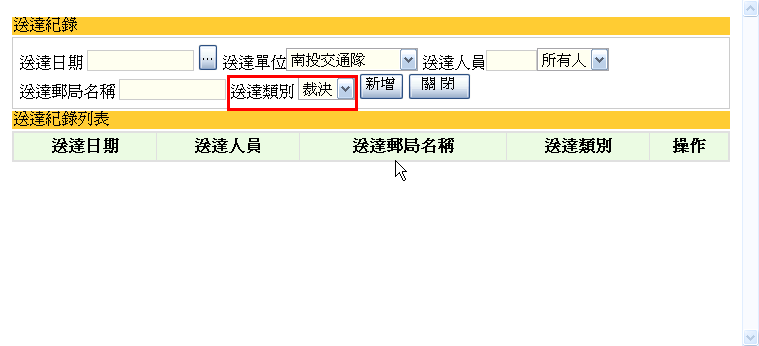 送達紀錄
送達日期 ... 送達單位 南投交通隊 送達人員 所有人
送達郵局名稱 送達類別 裁決 新增 關 閉
送達紀錄列表
送達日期 送達人員 送達郵局名稱 送達類別 操作